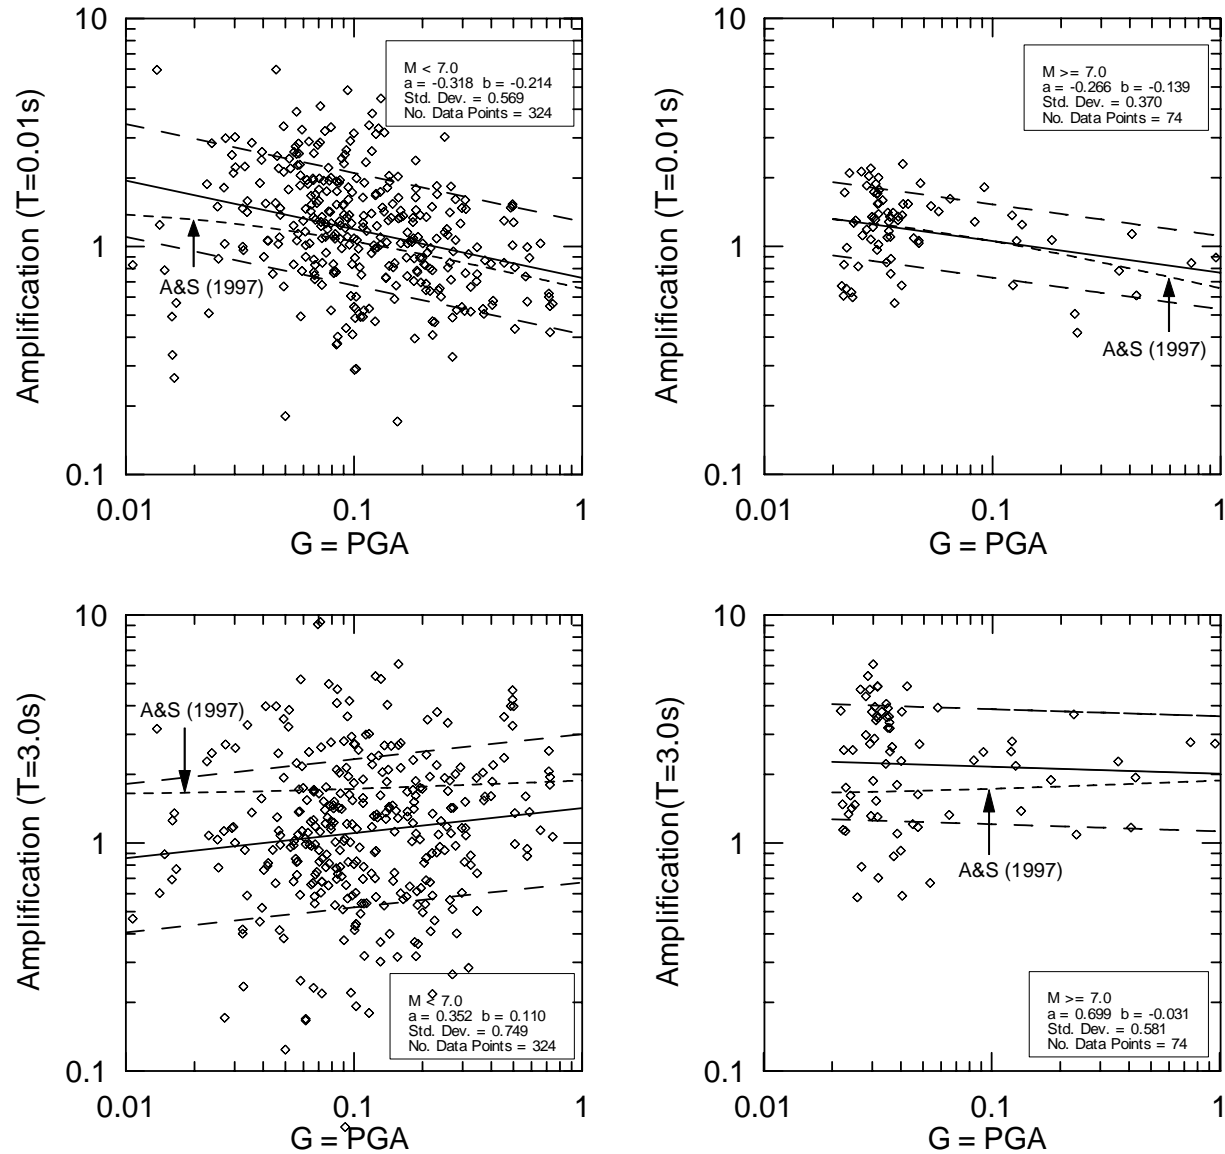 10
1
0.1
0.01
0.1
1
Amplification (T=0.01s)
G = PGA
M < 7.0
a = -0.318 b = -0.214
Std. Dev. = 0.569
No. Data Points = 324
A&S (1997)
10
1
0.1
0.01
0.1
1
Amplification (T=0.01s)
G = PGA
M >= 7.0
a = -0.266 b = -0.139
Std. Dev. = 0.370
No. Data Points = 74
A&S (1997)
10
1
0.1
0.01
0.1
1
Amplification (T=3.0s)
G = PGA
A&S (1997)
M < 7.0
a = 0.352 b = 0.110
Std. Dev. = 0.749
No. Data Points = 324
10
1
0.1
0.01
0.1
1
Amplification(T=3.0s)
G = PGA
A&S (1997)
M >= 7.0
a = 0.699 b = -0.031
Std. Dev. = 0.581
No. Data Points = 74